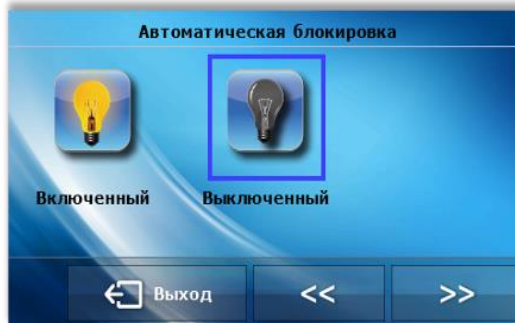 Автоматическая блокировка
Включенный Выключенный
Выход << >>